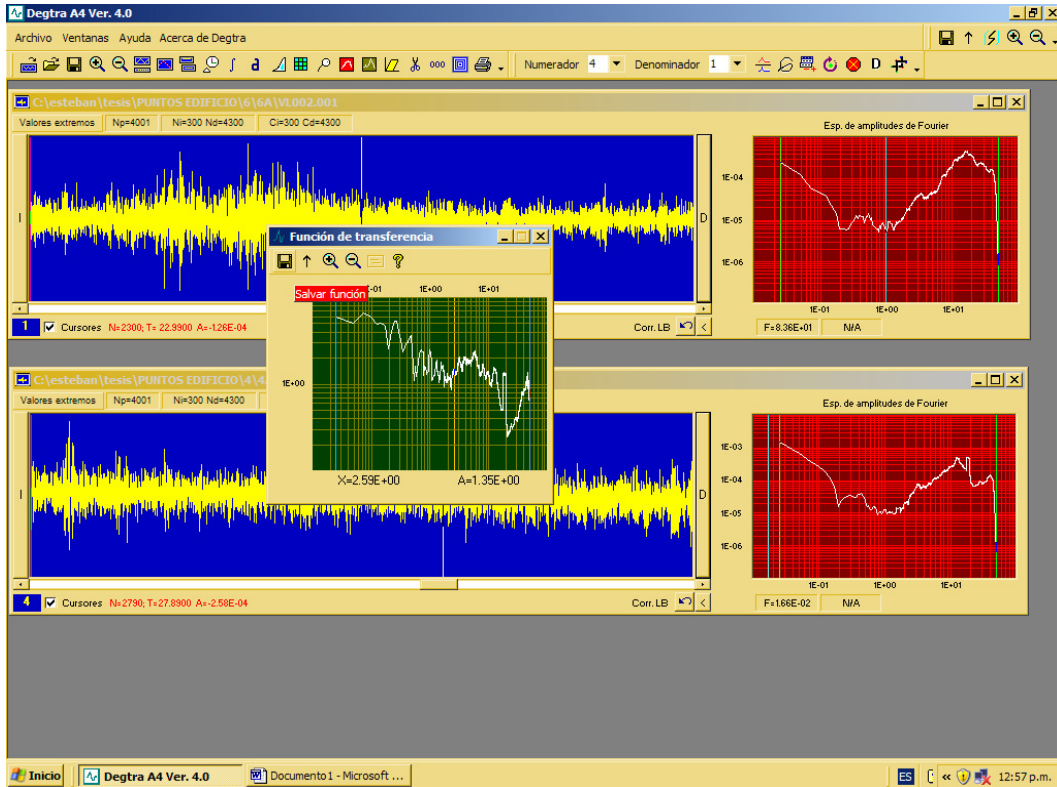 Degtra A4 Ver. 4.0
Archivo Ventanas Ayuda Acerca de Degtra
Numerador 4 Denominador 1 D
C:\esteban\tesis\PUNTOS EDIFICIO\6\6A\VL002.001
Valores extremos Np=4001 Ni=300 Nd=4300 Ci=300 Cd=4300
Esp. de amplitudes de Fourier
I D
1E-04
1E-05
1E-06
1E-01 1E+00 1E+01
1 Cursores N=2300; T= 22.9900 A=-1.26E-04 Corr. LB <
F=8.36E+01 N/A
Función de transferencia
Salvar función
-01 1E+00 1E+01
1E+00
X=2.59E+00 A=1.35E+00
C:\esteban\tesis\PUNTOS EDIFICIO\4\4
Valores extremos Np=4001 Ni=300 Nd=4300
Esp. de amplitudes de Fourier
I D
1E-03
1E-04
1E-05
1E-06
1E-01 1E+00 1E+01
4 Cursores N=2790; T=27.8900 A=-2.58E-04 Corr. LB <
F=1.66E-02 N/A
Inicio Degtra A4 Ver. 4.0 Documento1 - Microsoft ... ES « 12:57 p.m.